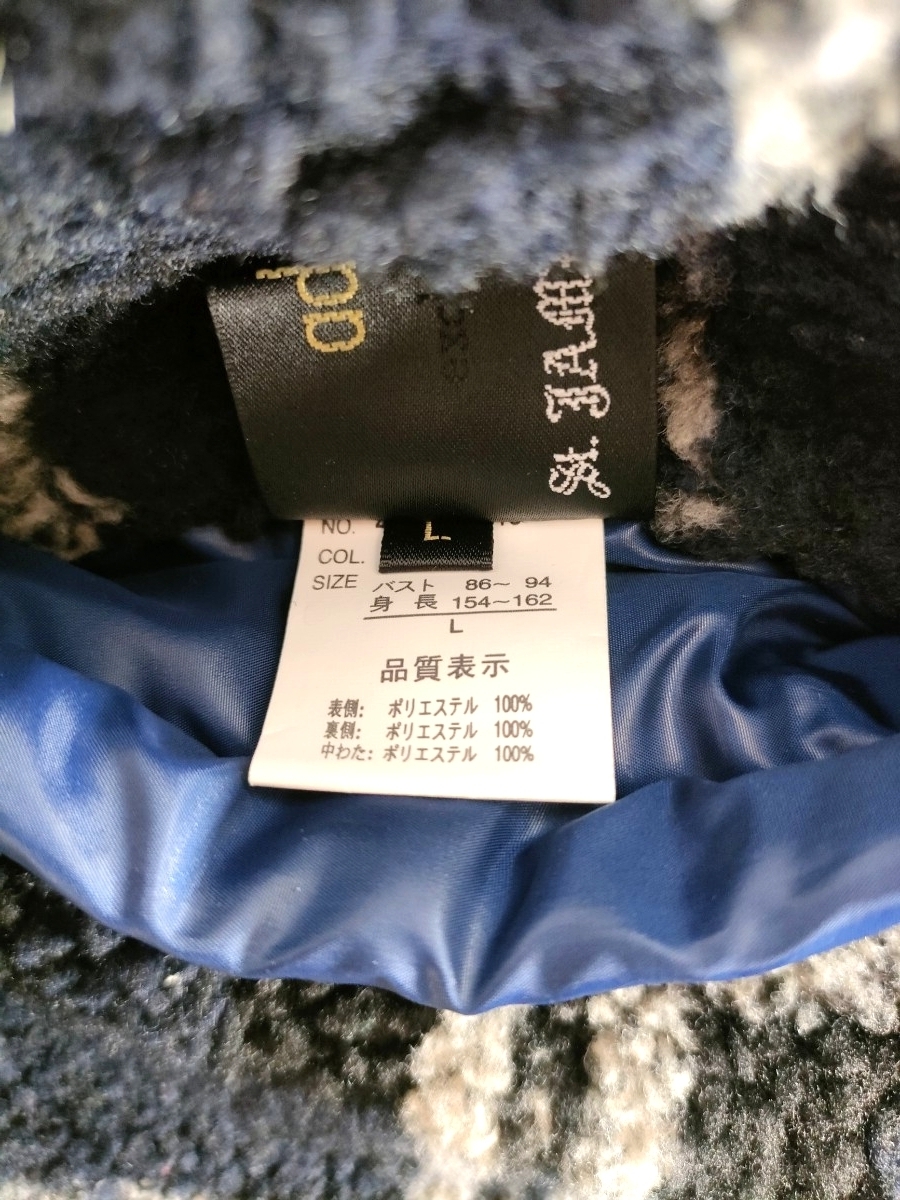 St. JAM
L
NO.
COL.
SIZE バスト 86～ 94
身 長 154～162
L
品質表示
表側: ポリエステル 100%
裏側: ポリエステル 100%
中わた: ポリエステル 100%